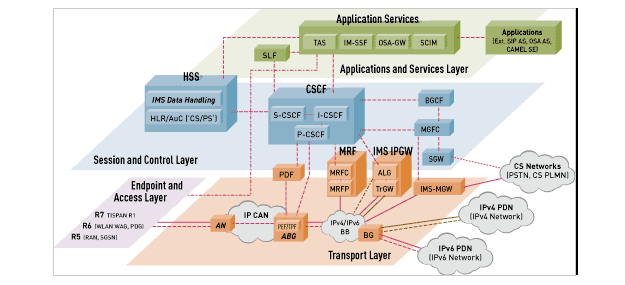 Application Services
TAS
IM-SSF
OSA-GW
SCIM
Applications
(Ext. SIP AS, OSA AS,
CAMEL SE)
SLF
Applications and Services Layer
HSS
IMS Data Handling
HLR/AuC ('CS/PS')
CSCF
S-CSCF
I-CSCF
P-CSCF
BGCF
MGFC
SGW
Session and Control Layer
MRF
IMS IPGW
CS Networks
(PSTN, CS PLMN)
PDF
MRFC
MRFP
ALG
TrGW
IMS-MGW
Endpoint and
Access Layer
R7 TISPAN R1
R6 (WLAN WAG, PDG)
R5 (RAN, SGSN)
AN
IP CAN
PEF/TPF
ABG
IPv4/IPv6
BB
BG
IPv4 PDN
(IPv4 Network)
IPv6 PDN
(IPv6 Network)
Transport Layer